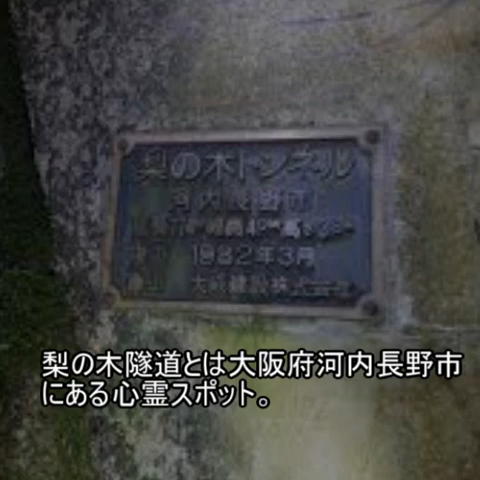 梨の木トンネル
河内長野市
1982年3月
梨の木隧道とは大阪府河内長野市
にある心霊スポット。